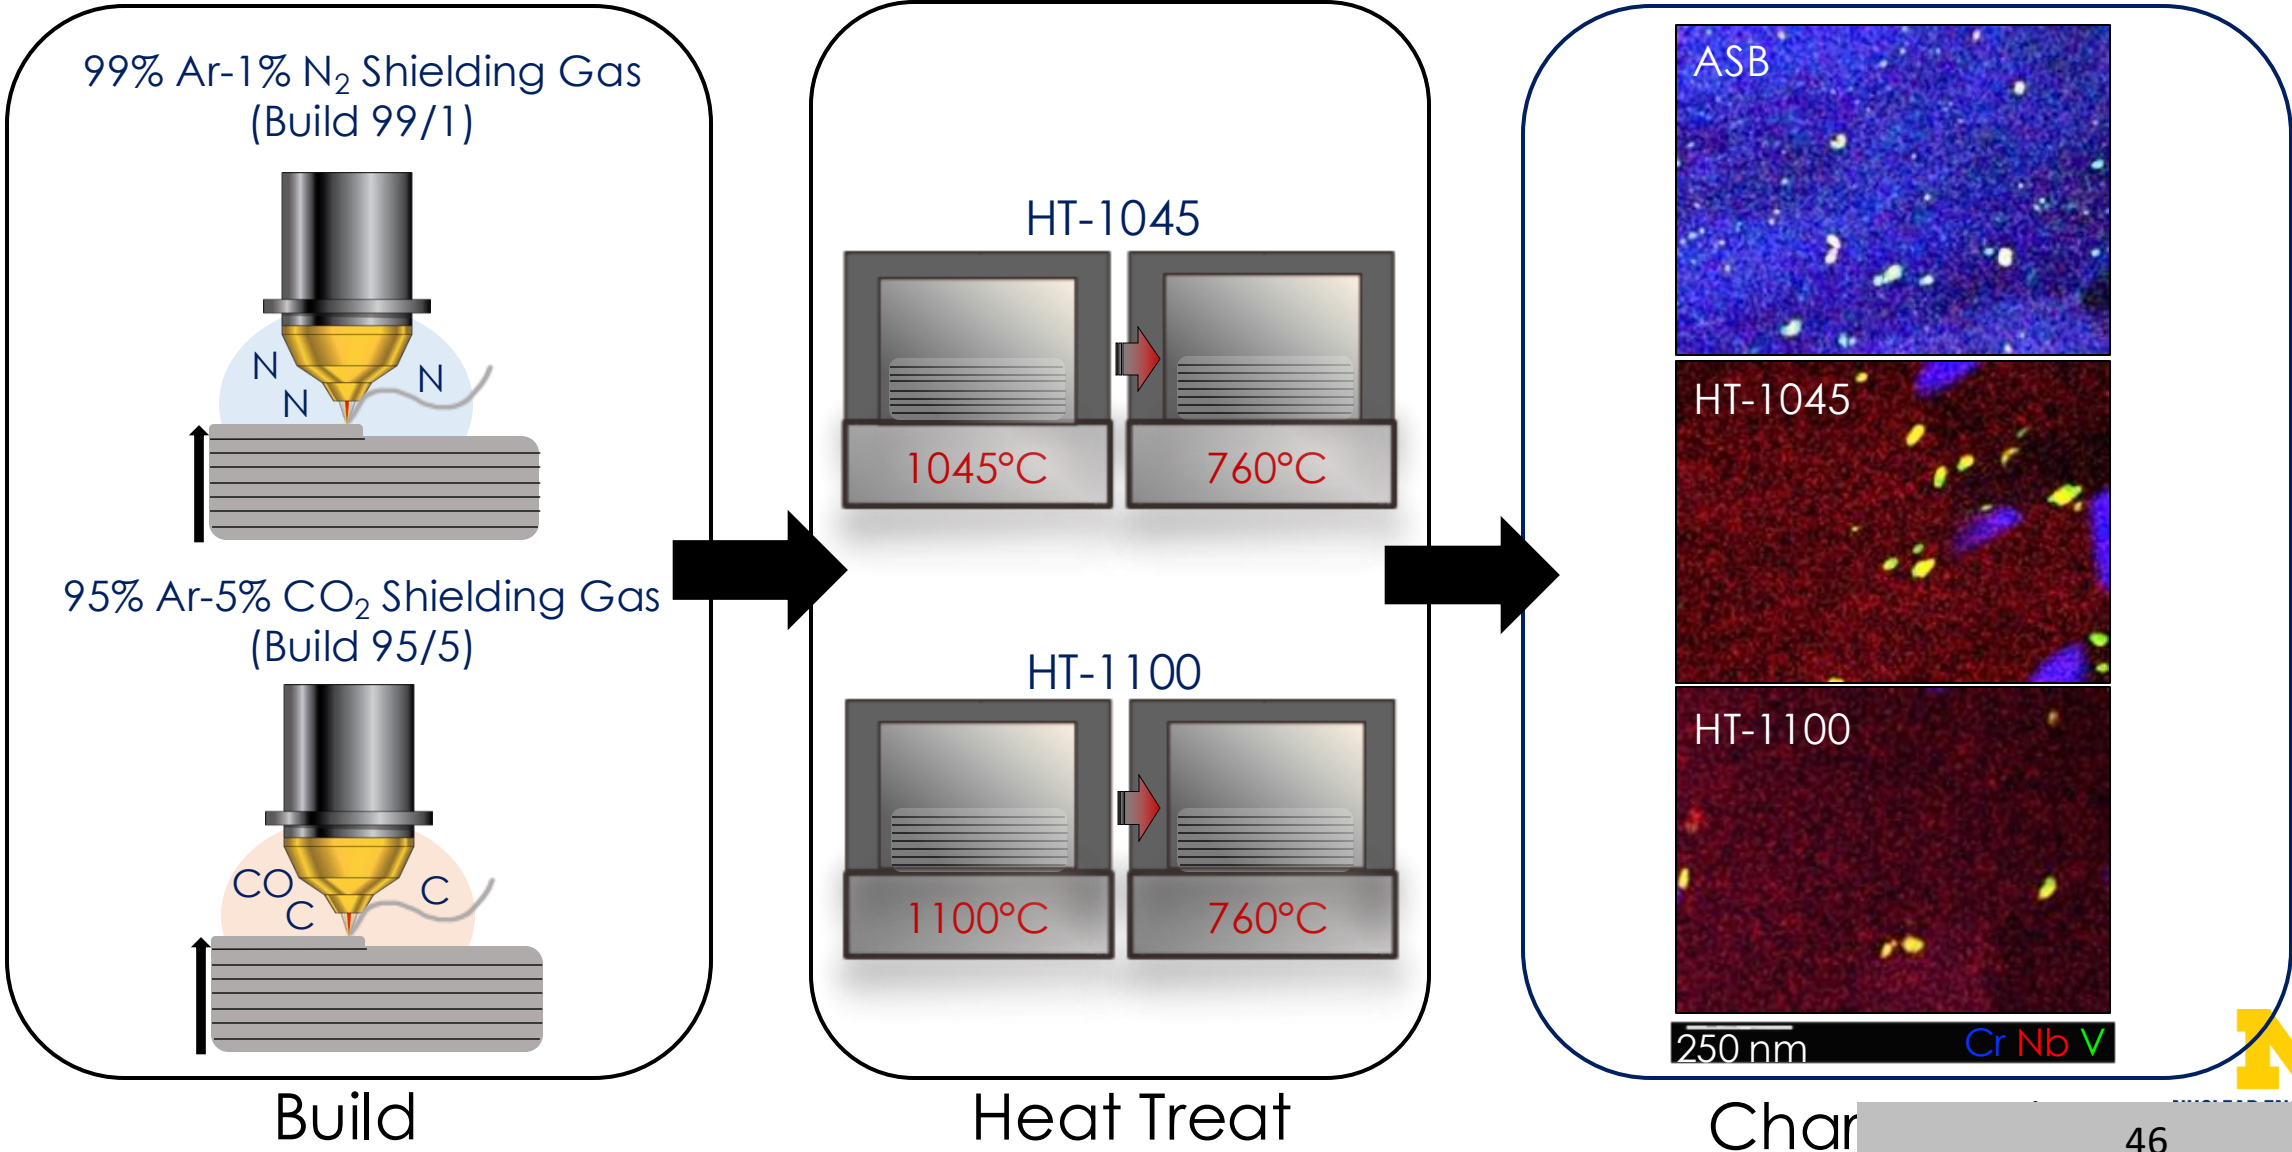 99% Ar-1% N₂ Shielding Gas
(Build 99/1)
N
N
N
95% Ar-5% CO₂ Shielding Gas
(Build 95/5)
CO
C
C
Build
HT-1045
1045°C
760°C
HT-1100
1100°C
760°C
Heat Treat
ASB
HT-1045
HT-1100
250 nm
Cr Nb V
46